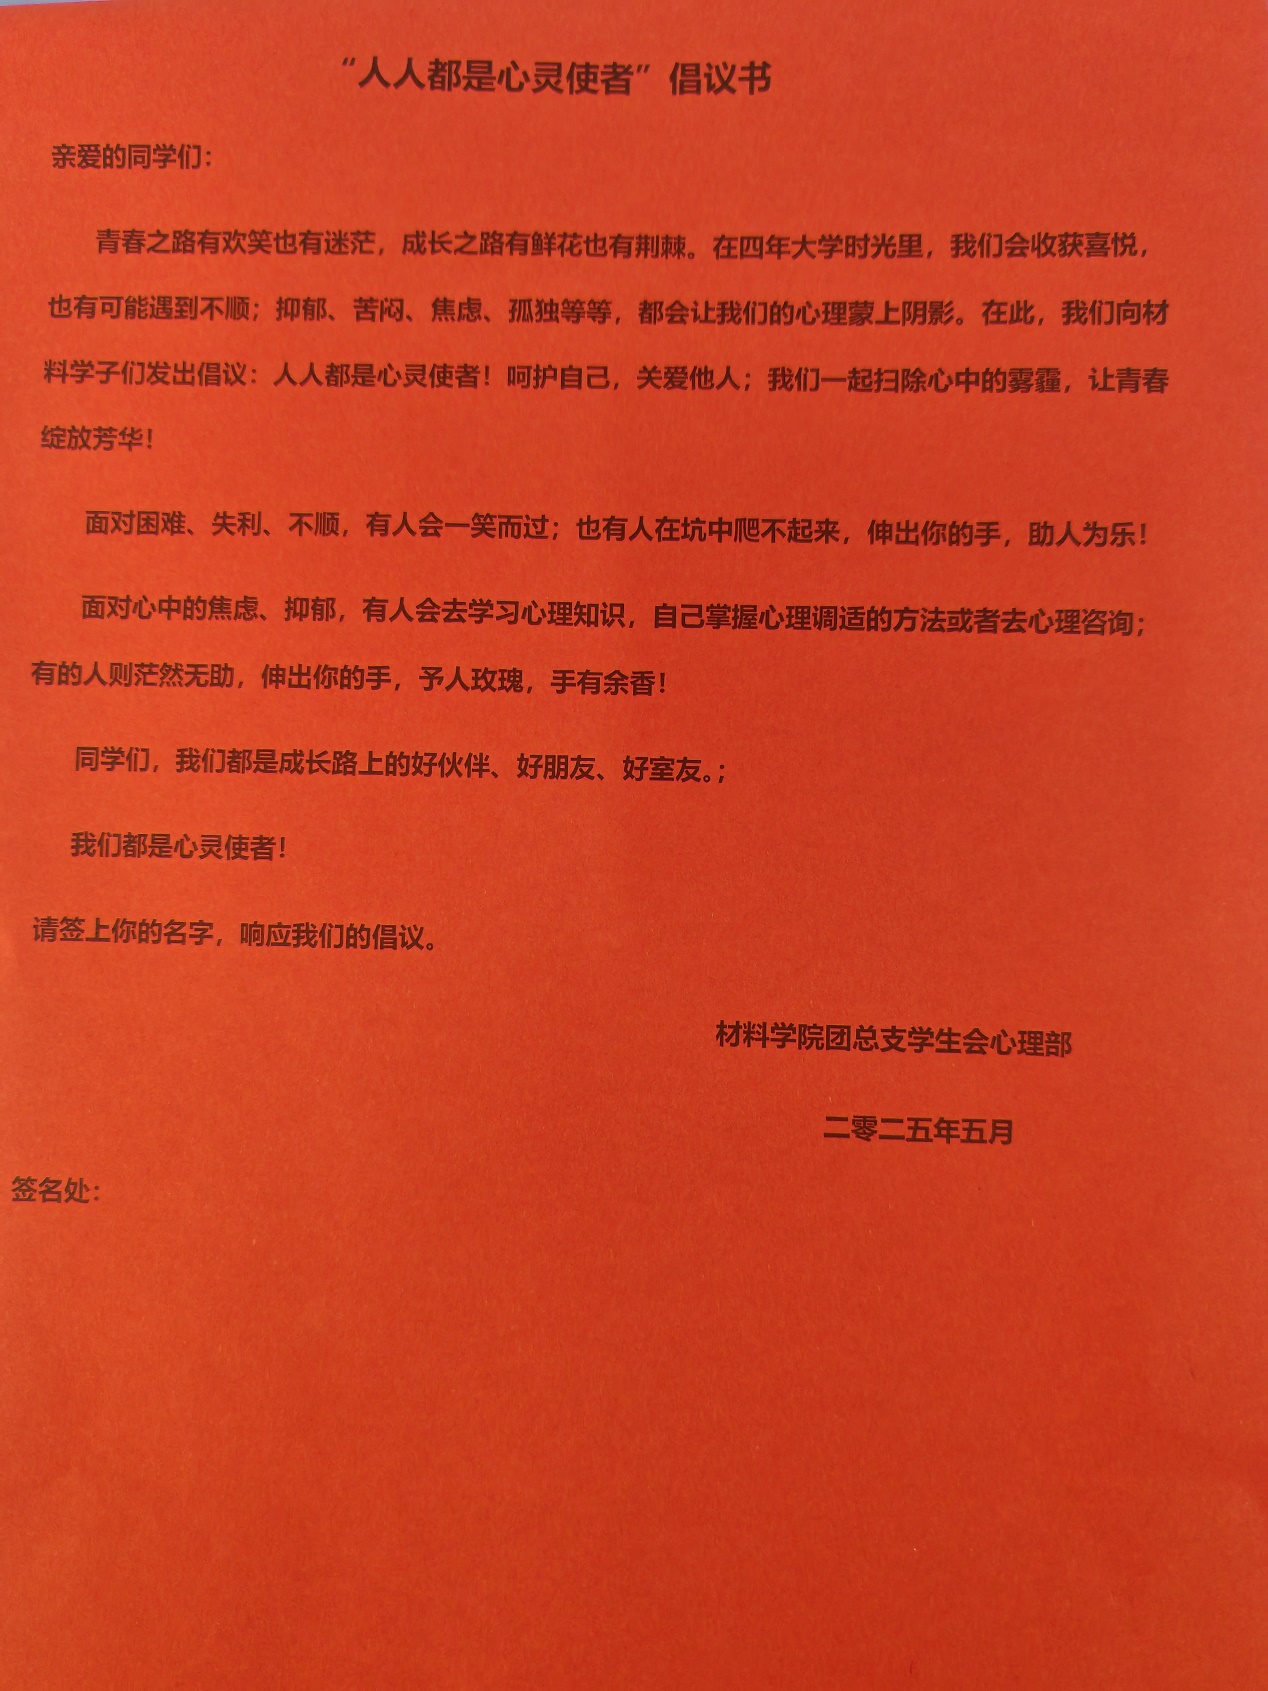 “人人都是心灵使者”倡议书
亲爱的同学们：
青春之路有欢笑也有迷茫，成长之路有鲜花也有荆棘。在四年大学时光里，我们会收获喜悦，
也有可能遇到不顺；抑郁、苦闷、焦虑、孤独等等，都会让我们的心理蒙上阴影。在此，我们向材
料学子们发出倡议：人人都是心灵使者！呵护自己，关爱他人；我们一起扫除心中的雾霾，让青春
绽放芳华！
面对困难、失利、不顺，有人会一笑而过；也有人在坑中爬不起来，伸出你的手，助人为乐！
面对心中的焦虑、抑郁，有人会去学习心理知识，自己掌握心理调适的方法或者去心理咨询；
有的人则茫然无助，伸出你的手，予人玫瑰，手有余香！
同学们，我们都是成长路上的好伙伴、好朋友、好室友。；
我们都是心灵使者！
请签上你的名字，响应我们的倡议。
材料学院团总支学生会心理部
二零二五年五月
签名处：